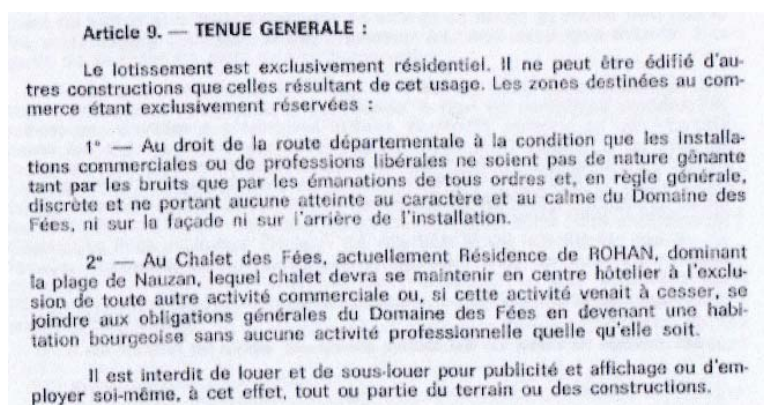 Article 9. — TENUE GENERALE :
Le lotissement est exclusivement résidentiel. Il ne peut être édifié d'au-
tres constructions que celles résultant de cet usage. Les zones destinées au com-
merce étant exclusivement réservées :
1° — Au droit de la route départementale à la condition que les installa-
tions commerciales ou de professions libérales ne soient pas de nature gênante
tant par les bruits que par les émanations de tous ordres et, en règle générale,
discrète et ne portant aucune atteinte au caractère et au calme du Domaine des
Fées, ni sur la façade ni sur l'arrière de l'installation.
2° — Au Chalet des Fées, actuellement Résidence de ROHAN, dominant
la plage de Nauzan, lequel chalet devra se maintenir en centre hôtelier à l'exclu-
sion de toute autre activité commerciale ou, si cette activité venait à cesser, se
joindre aux obligations générales du Domaine des Fées en devenant une habi-
tation bourgeoise sans aucune activité professionnelle quelle qu'elle soit.
Il est interdit de louer et de sous-louer pour publicité et affichage ou d'em-
ployer soi-même, à cet effet, tout ou partie du terrain ou des constructions.